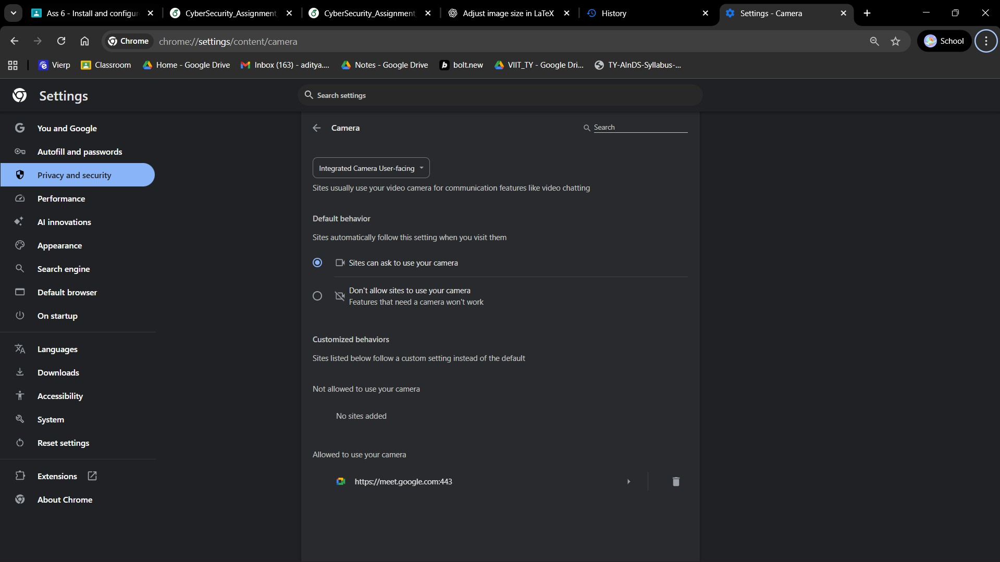 Ass 6 - Install and configur
CyberSecurity_Assignment
CyberSecurity_Assignment
Adjust image size in LaTeX
History
Settings - Camera
Chrome
chrome://settings/content/camera
School
Vierp
Classroom
Home - Google Drive
Inbox (163) - aditya....
Notes - Google Drive
b bolt.new
VIIT_TY - Google Dri...
TY-AInDS-Syllabus-...
Settings
Search settings
You and Google
Autofill and passwords
Privacy and security
Performance
AI innovations
Appearance
Search engine
Default browser
On startup
Languages
Downloads
Accessibility
System
Reset settings
Extensions
About Chrome
Camera
Search
Integrated Camera User-facing
Sites usually use your video camera for communication features like video chatting
Default behavior
Sites automatically follow this setting when you visit them
Sites can ask to use your camera
Don't allow sites to use your camera
Features that need a camera won't work
Customized behaviors
Sites listed below follow a custom setting instead of the default
Not allowed to use your camera
No sites added
Allowed to use your camera
https://meet.google.com:443